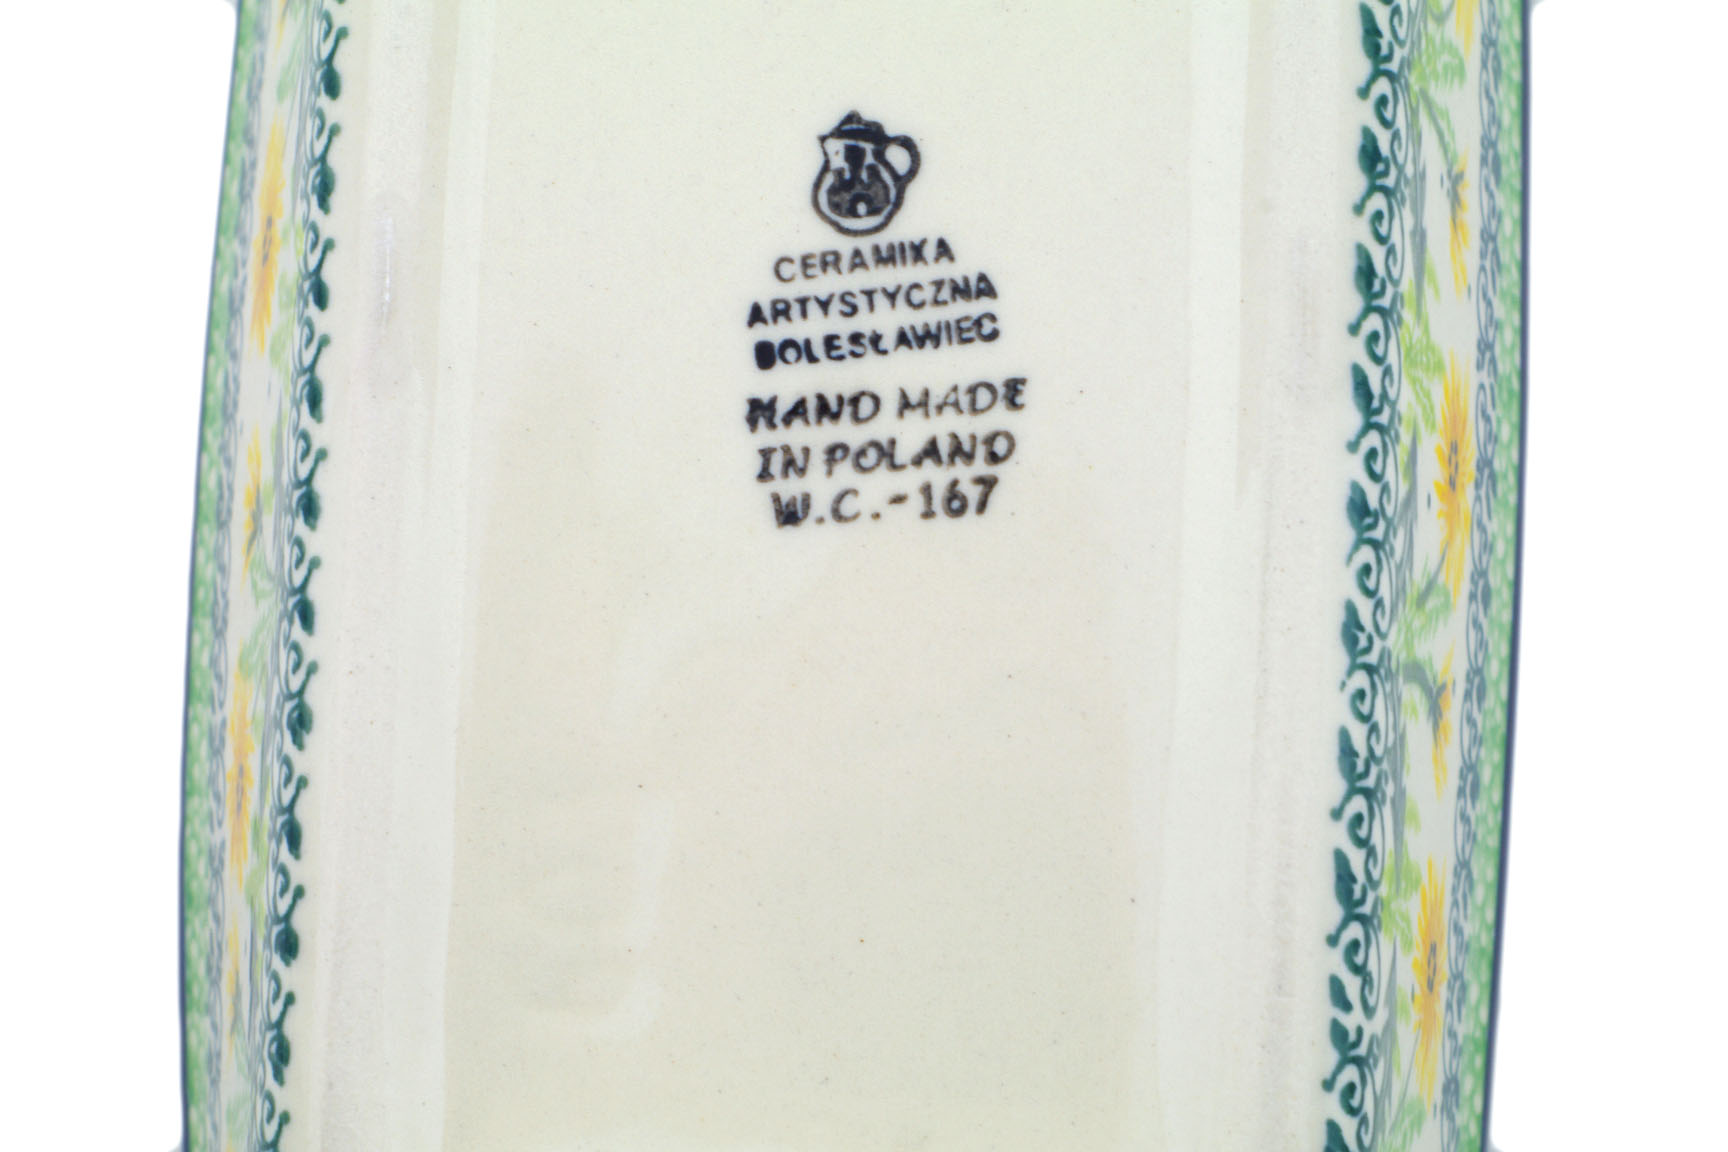 CERAMIKA
ARTYSTYCZNA
BOLESŁAWIEC
HAND MADE
IN POLAND
W.C.-167